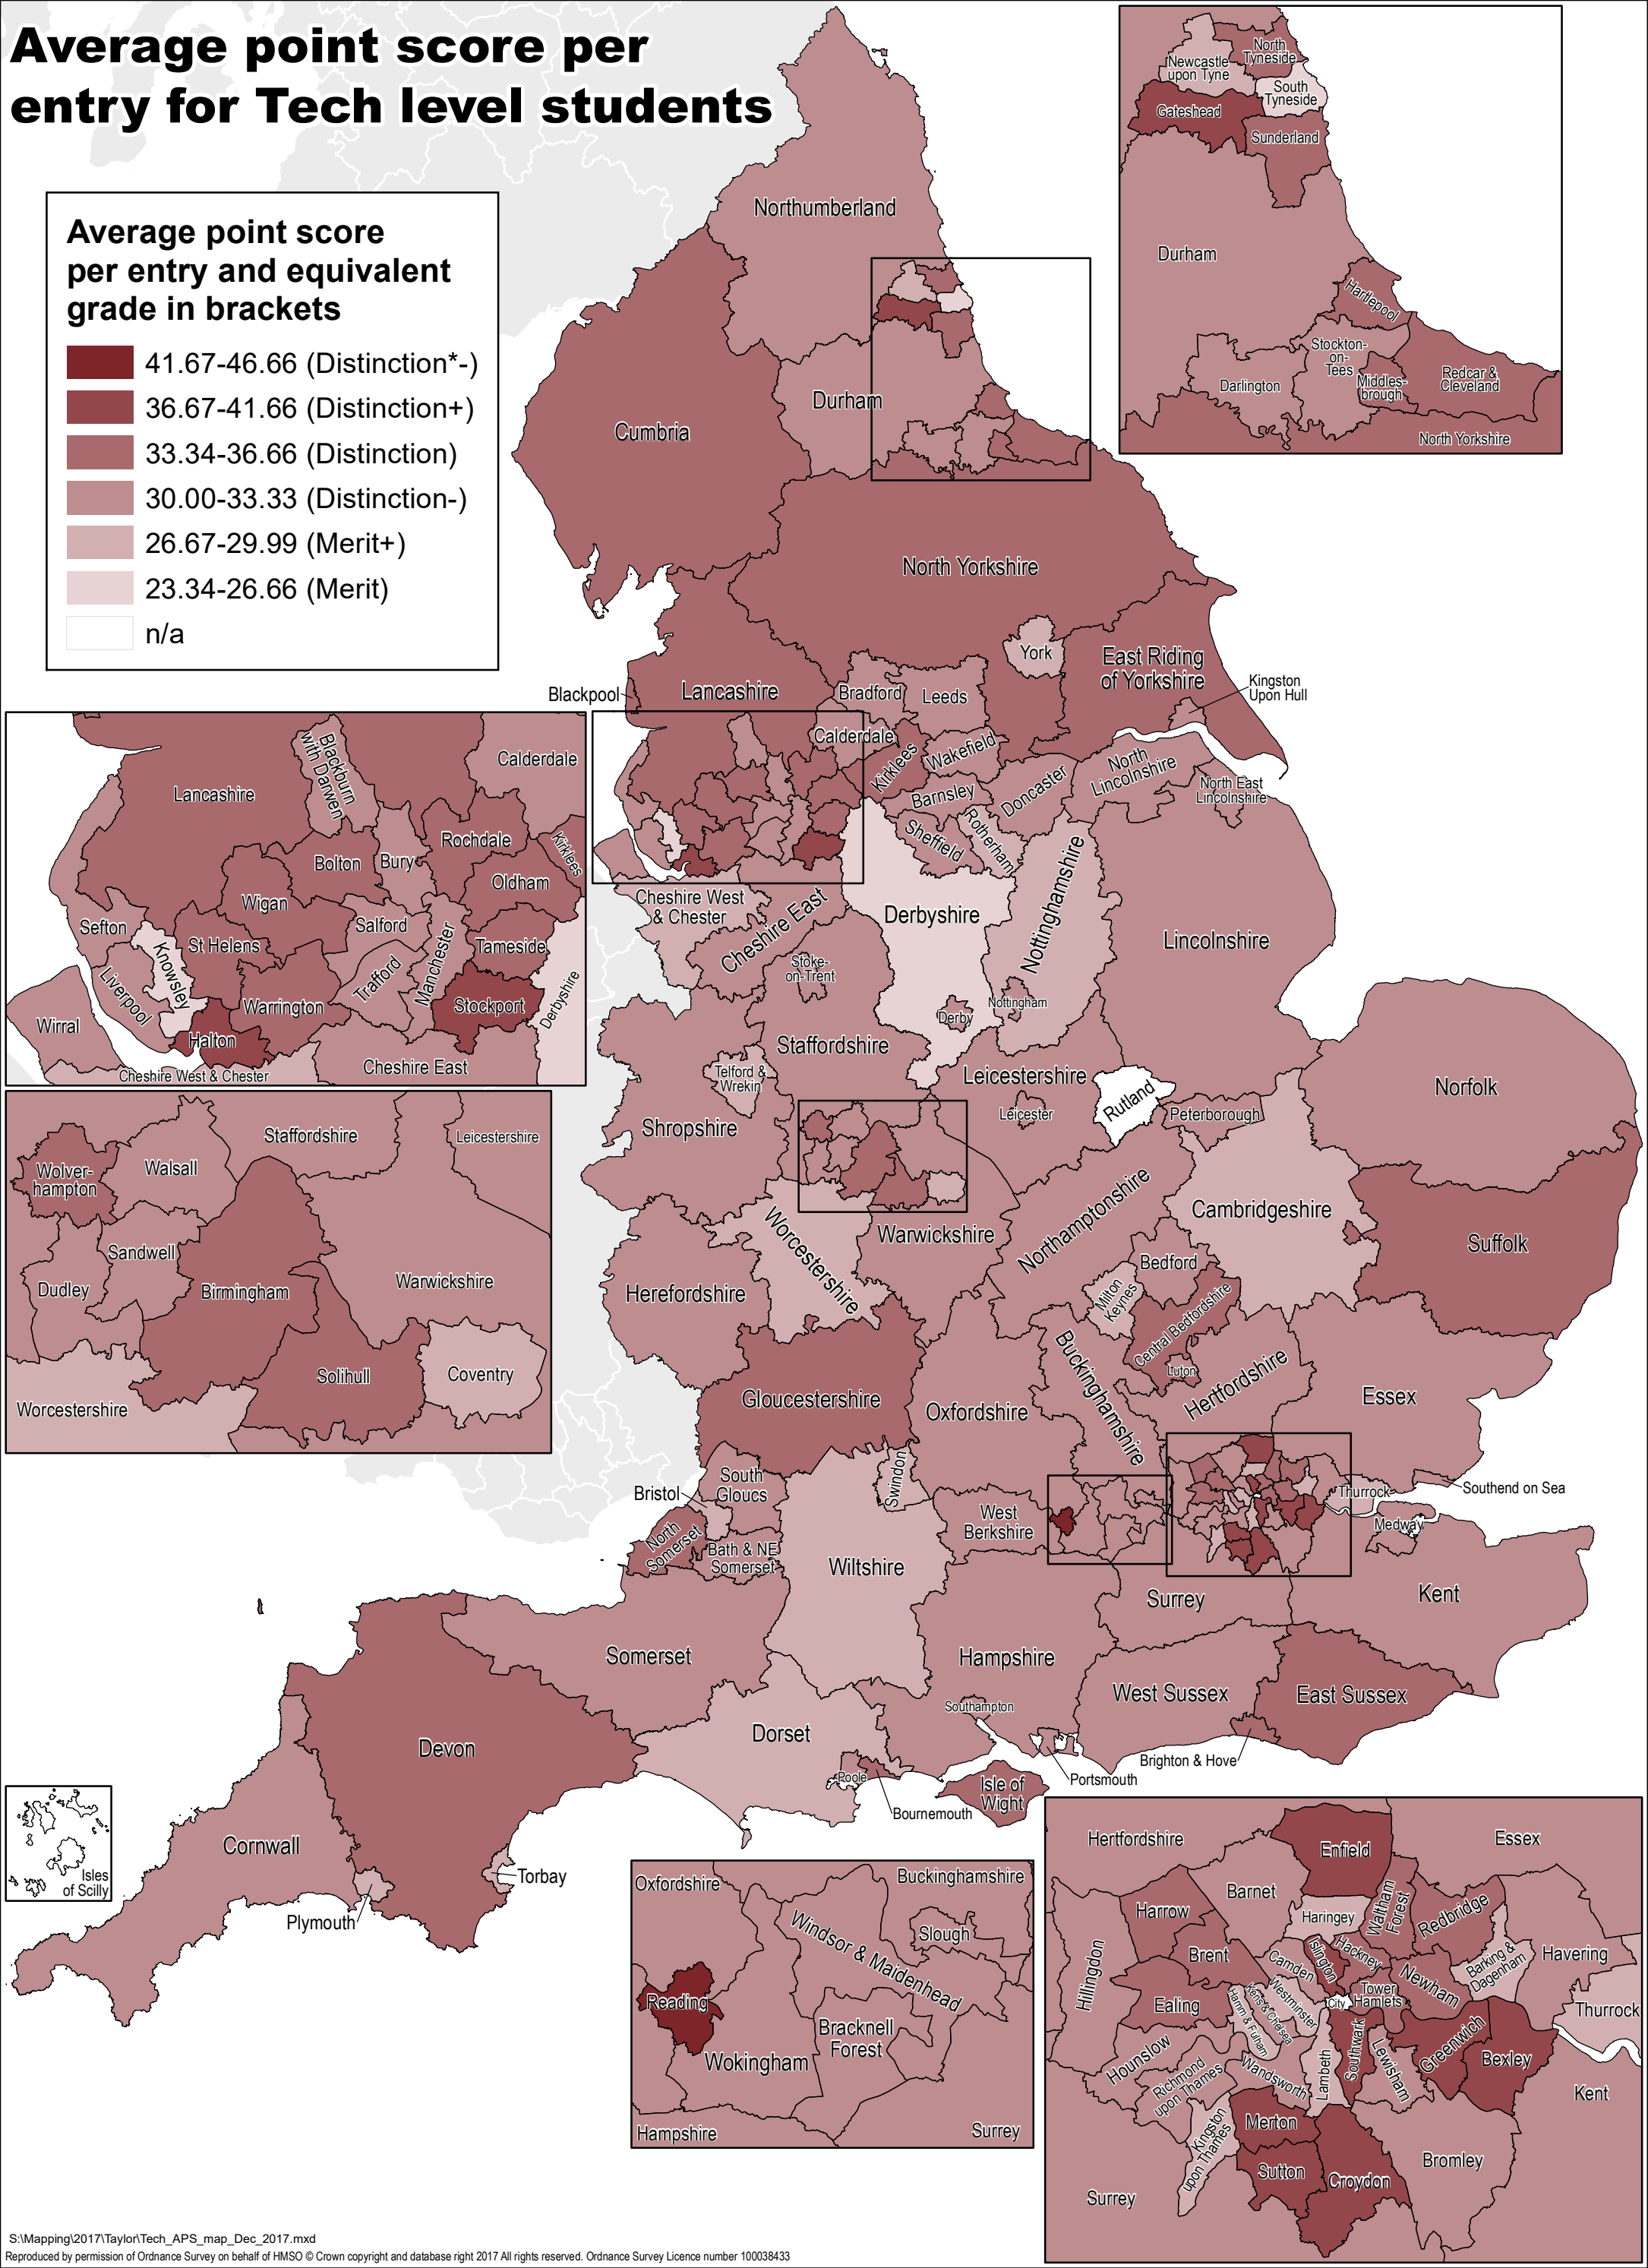 Average point score per
entry for Tech level students
Average point score
per entry and equivalent
grade in brackets
41.67-46.66 (Distinction*-)
36.67-41.66 (Distinction+)
33.34-36.66 (Distinction)
30.00-33.33 (Distinction-)
26.67-29.99 (Merit+)
23.34-26.66 (Merit)
n/a
Newcastle
upon Tyne
North
Tyneside
South
Tyneside
Gateshead
Sunderland
Durham
Hartlepool
Stockton-
on-
Tees
Darlington
Middles-
brough
Redcar &
Cleveland
North Yorkshire
Northumberland
Durham
Cumbria
North Yorkshire
York
East Riding
of Yorkshire
Kingston
Upon Hull
Blackpool
Lancashire
Bradford
Leeds
Calderdale
Kirklees
Wakefield
North
Lincolnshire
North East
Lincolnshire
Barnsley
Doncaster
Sheffield
Rotherham
Cheshire West
& Chester
Cheshire East
Derbyshire
Nottinghamshire
Lincolnshire
Stoke-
on-Trent
Derby
Nottingham
Staffordshire
Telford &
Wrekin
Leicestershire
Leicester
Rutland
Peterborough
Norfolk
Shropshire
Cambridgeshire
Suffolk
Northamptonshire
Warwickshire
Worcestershire
Herefordshire
Bedford
Milton
Keynes
Central Bedfordshire
Luton
Buckinghamshire
Hertfordshire
Essex
Gloucestershire
Oxfordshire
South
Gloucs
Swindon
Bristol
North
Somerset
Bath & NE
Somerset
West
Berkshire
Wiltshire
Thurrock
Southend on Sea
Medway
Kent
Surrey
Hampshire
Somerset
West Sussex
East Sussex
Southampton
Dorset
Devon
Brighton & Hove
Portsmouth
Poole
Isle of
Wight
Bournemouth
Cornwall
Torbay
Plymouth
Isles
of Scilly
Lancashire
Blackburn
with Darwen
Calderdale
Rochdale
Kirklees
Bolton
Bury
Oldham
Wigan
Sefton
Salford
St Helens
Knowsley
Manchester
Tameside
Liverpool
Trafford
Warrington
Stockport
Derbyshire
Wirral
Halton
Cheshire West & Chester
Cheshire East
Staffordshire
Leicestershire
Walsall
Wolver-
hampton
Sandwell
Dudley
Birmingham
Warwickshire
Solihull
Coventry
Worcestershire
Oxfordshire
Buckinghamshire
Slough
Windsor & Maidenhead
Reading
Bracknell
Forest
Wokingham
Hampshire
Surrey
Hertfordshire
Essex
Enfield
Barnet
Harrow
Haringey
Waltham
Forest
Redbridge
Hillingdon
Brent
Camden
Islington
Hackney
Barking &
Dagenham
Havering
Newham
Ealing
Westminster
Kens & Chelsea
Hamm & Fulham
City
Tower
Hamlets
Thurrock
Hounslow
Richmond
upon Thames
Wandsworth
Lambeth
Southwark
Lewisham
Greenwich
Bexley
Kent
Kingston
upon Thames
Merton
Sutton
Croydon
Bromley
Surrey
S:\Mapping\2017\Taylor\Tech_APS_map_Dec_2017.mxd
Reproduced by permission of Ordnance Survey on behalf of HMSO © Crown copyright and database right 2017 All rights reserved. Ordnance Survey Licence number 100038433